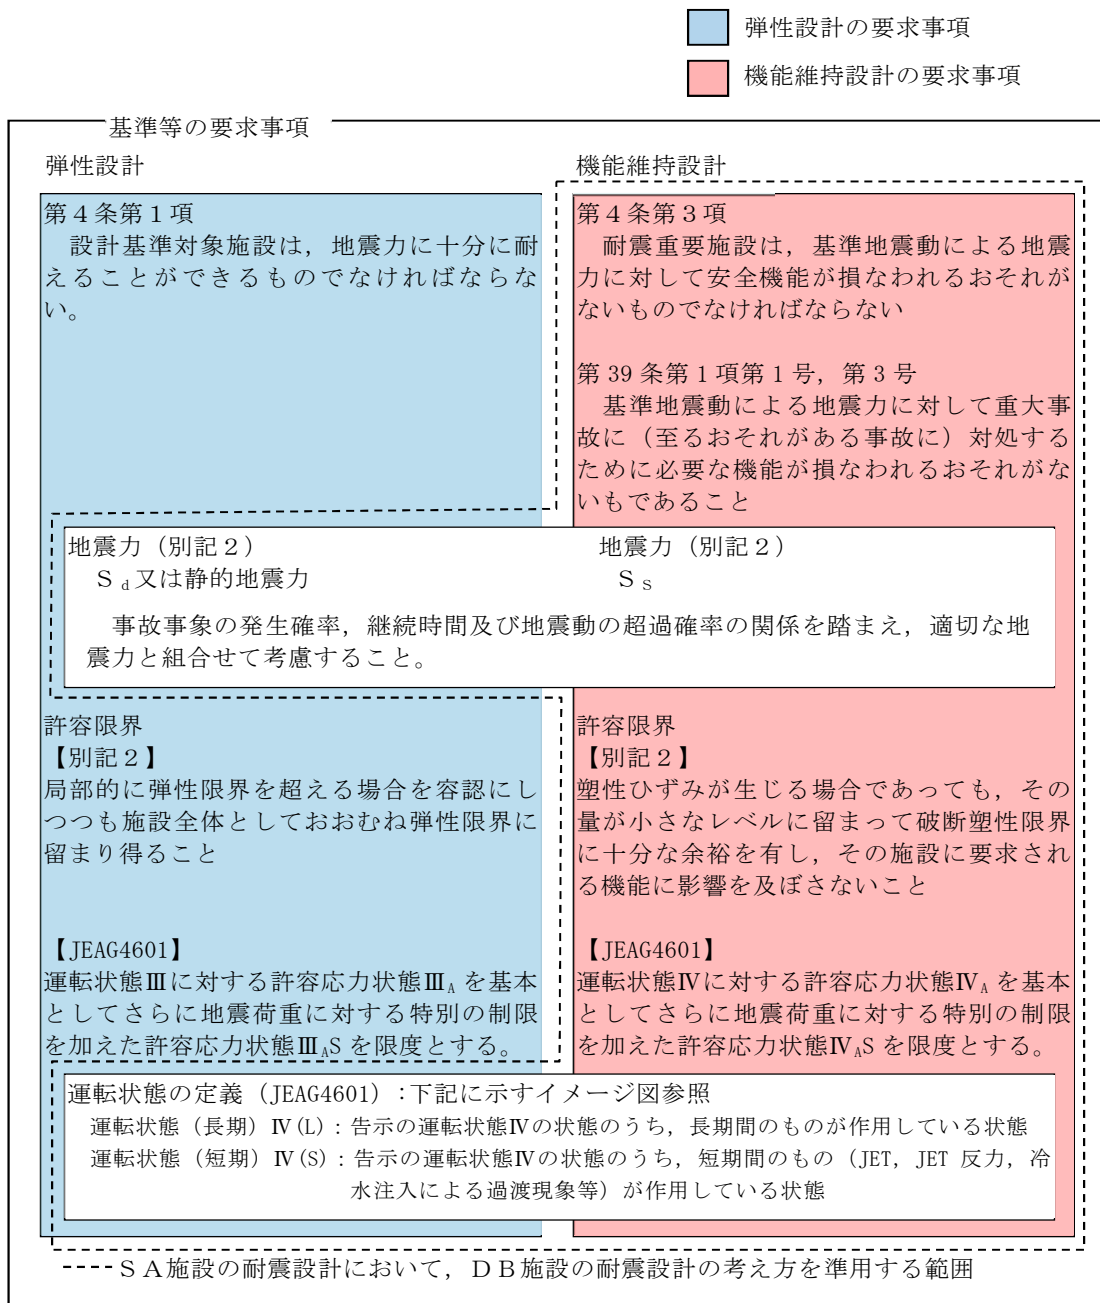 弾性設計の要求事項
機能維持設計の要求事項
基準等の要求事項
弾性設計
第４条第１項
設計基準対象施設は，地震力に十分に耐
えることができるものでなければならな
い。
機能維持設計
第４条第３項
耐震重要施設は，基準地震動による地震
力に対して安全機能が損なわれるおそれが
ないものでなければならない
第 39 条第１項第１号，第３号
基準地震動による地震力に対して重大事
故に（至るおそれがある事故に）対処する
ために必要な機能が損なわれるおそれがな
いもであること
地震力（別記２）
Ｓd又は静的地震力
地震力（別記２）
Ｓs
事故事象の発生確率，継続時間及び地震動の超過確率の関係を踏まえ，適切な地
震力と組合せて考慮すること。
許容限界
【別記２】
局部的に弾性限界を超える場合を容認にし
つつも施設全体としておおむね弾性限界に
留まり得ること
【JEAG4601】
運転状態Ⅲに対する許容応力状態ⅢAを基本
としてさらに地震荷重に対する特別の制限
を加えた許容応力状態ⅢASを限度とする。
許容限界
【別記２】
塑性ひずみが生じる場合であっても，その
量が小さなレベルに留まって破断塑性限界
に十分な余裕を有し，その施設に要求され
る機能に影響を及ぼさないこと
【JEAG4601】
運転状態Ⅳに対する許容応力状態ⅣAを基本
としてさらに地震荷重に対する特別の制限
を加えた許容応力状態ⅣASを限度とする。
運転状態の定義（JEAG4601）：下記に示すイメージ図参照
運転状態（長期）Ⅳ(L)：告示の運転状態Ⅳの状態のうち，長期間のものが作用している状態
運転状態（短期）Ⅳ(S)：告示の運転状態Ⅳの状態のうち，短期間のもの（JET，JET 反力，冷
水注入による過渡現象等）が作用している状態
ＳＡ施設の耐震設計において，ＤＢ施設の耐震設計の考え方を準用する範囲